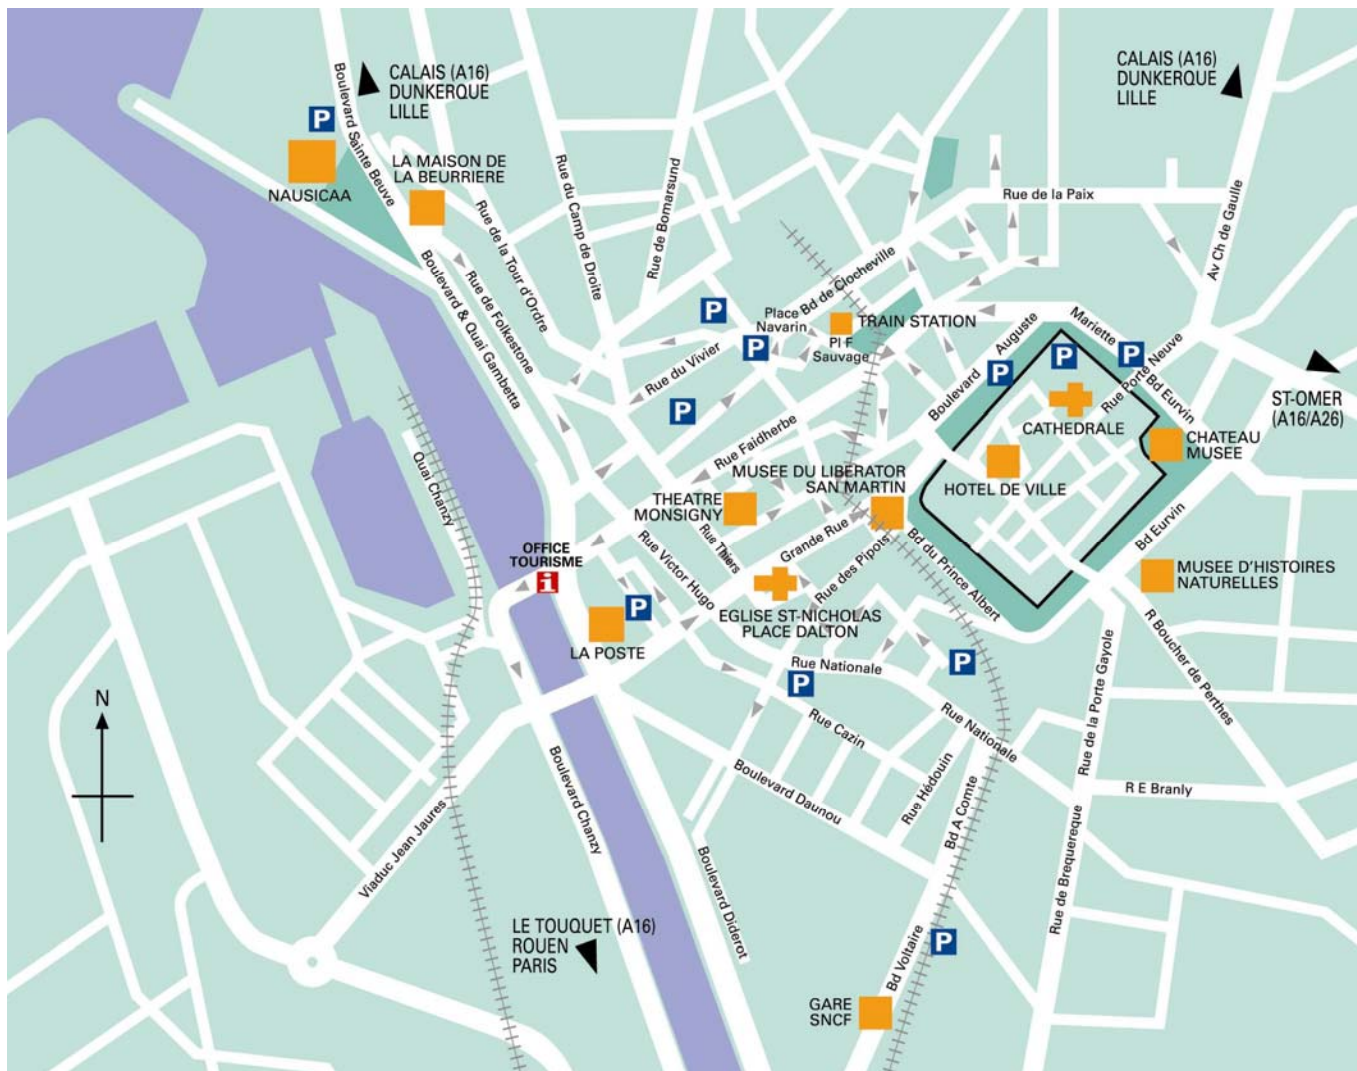 CALAIS (A16)
DUNKERQUE
LILLE
CALAIS (A16)
DUNKERQUE
LILLE
Boulevard Sainte Beuve
P
NAUSICAA
LA MAISON DE
LA BEURRIERE
Rue du Camp de Droite
Rue de Bomarsund
Rue de la Paix
Av Ch de Gaulle
Rue de la Tour d'Ordre
Rue de Folkestone
Boulevard & Quai Gambetta
P
Place
Navarin
Bd de Clocheville
TRAIN STATION
Pl F
Sauvage
P
Rue du Vivier
P
Boulevard
Auguste
Mariette
P
P
P
Rue Porte Neuve
Bd Eurvin
ST-OMER
(A16/A26)
CATHEDRALE
CHATEAU
MUSEE
HOTEL DE VILLE
Rue Faidherbe
MUSEE DU LIBERATOR
SAN MARTIN
THEATRE
MONSIGNY
Quai Chanzy
OFFICE
TOURISME
i
Rue Thiers
Grande Rue
Rue des Pipots
Rue Victor Hugo
Bd du Prince Albert
Bd Eurvin
MUSEE D'HISTOIRES
NATURELLES
P
LA POSTE
EGLISE ST-NICHOLAS
PLACE DALTON
R Boucher de Perthes
Rue Nationale
P
P
Rue Cazin
Rue Nationale
Rue de la Porte Gayole
N
Boulevard Daunou
Rue Hédouin
Bd A Comte
R E Branly
Viaduc Jean Jaures
Boulevard Chanzy
Boulevard Diderot
Rue de Brequereque
LE TOUQUET (A16)
ROUEN
PARIS
P
Bd Voltaire
GARE
SNCF